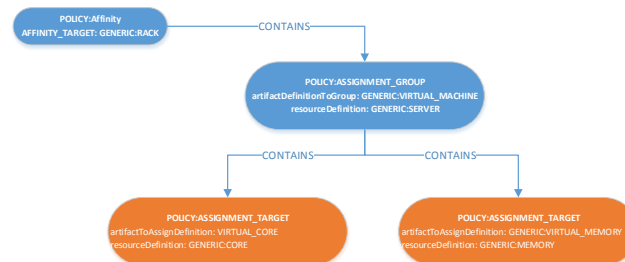 POLICY:Affinity
AFFINITY_TARGET: GENERIC:RACK
CONTAINS
POLICY:ASSIGNMENT_GROUP
artifactDefinitionToGroup: GENERIC:VIRTUAL_MACHINE
resourceDefinition: GENERIC:SERVER
CONTAINS
CONTAINS
POLICY:ASSIGNMENT_TARGET
artifactToAssignDefinition: VIRTUAL_CORE
resourceDefinition: GENERIC:CORE
POLICY:ASSIGNMENT_TARGET
artifactToAssignDefinition: GENERIC:VIRTUAL_MEMORY
resourceDefinition: GENERIC:MEMORY